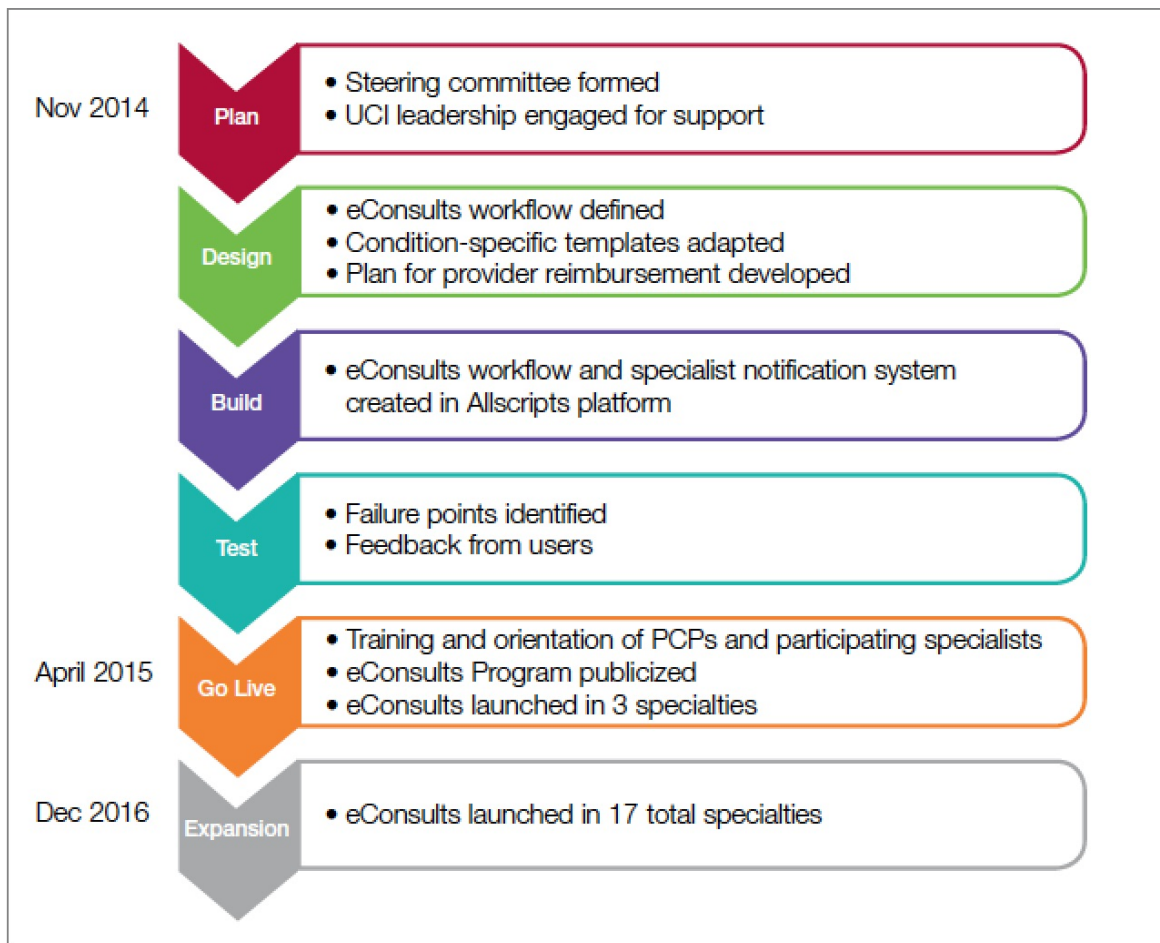 Nov 2014
Plan
• Steering committee formed
• UCI leadership engaged for support
Design
• eConsults workflow defined
• Condition-specific templates adapted
• Plan for provider reimbursement developed
Build
• eConsults workflow and specialist notification system
created in Allscripts platform
Test
• Failure points identified
• Feedback from users
April 2015
Go Live
• Training and orientation of PCPs and participating specialists
• eConsults Program publicized
• eConsults launched in 3 specialties
Dec 2016
Expansion
• eConsults launched in 17 total specialties